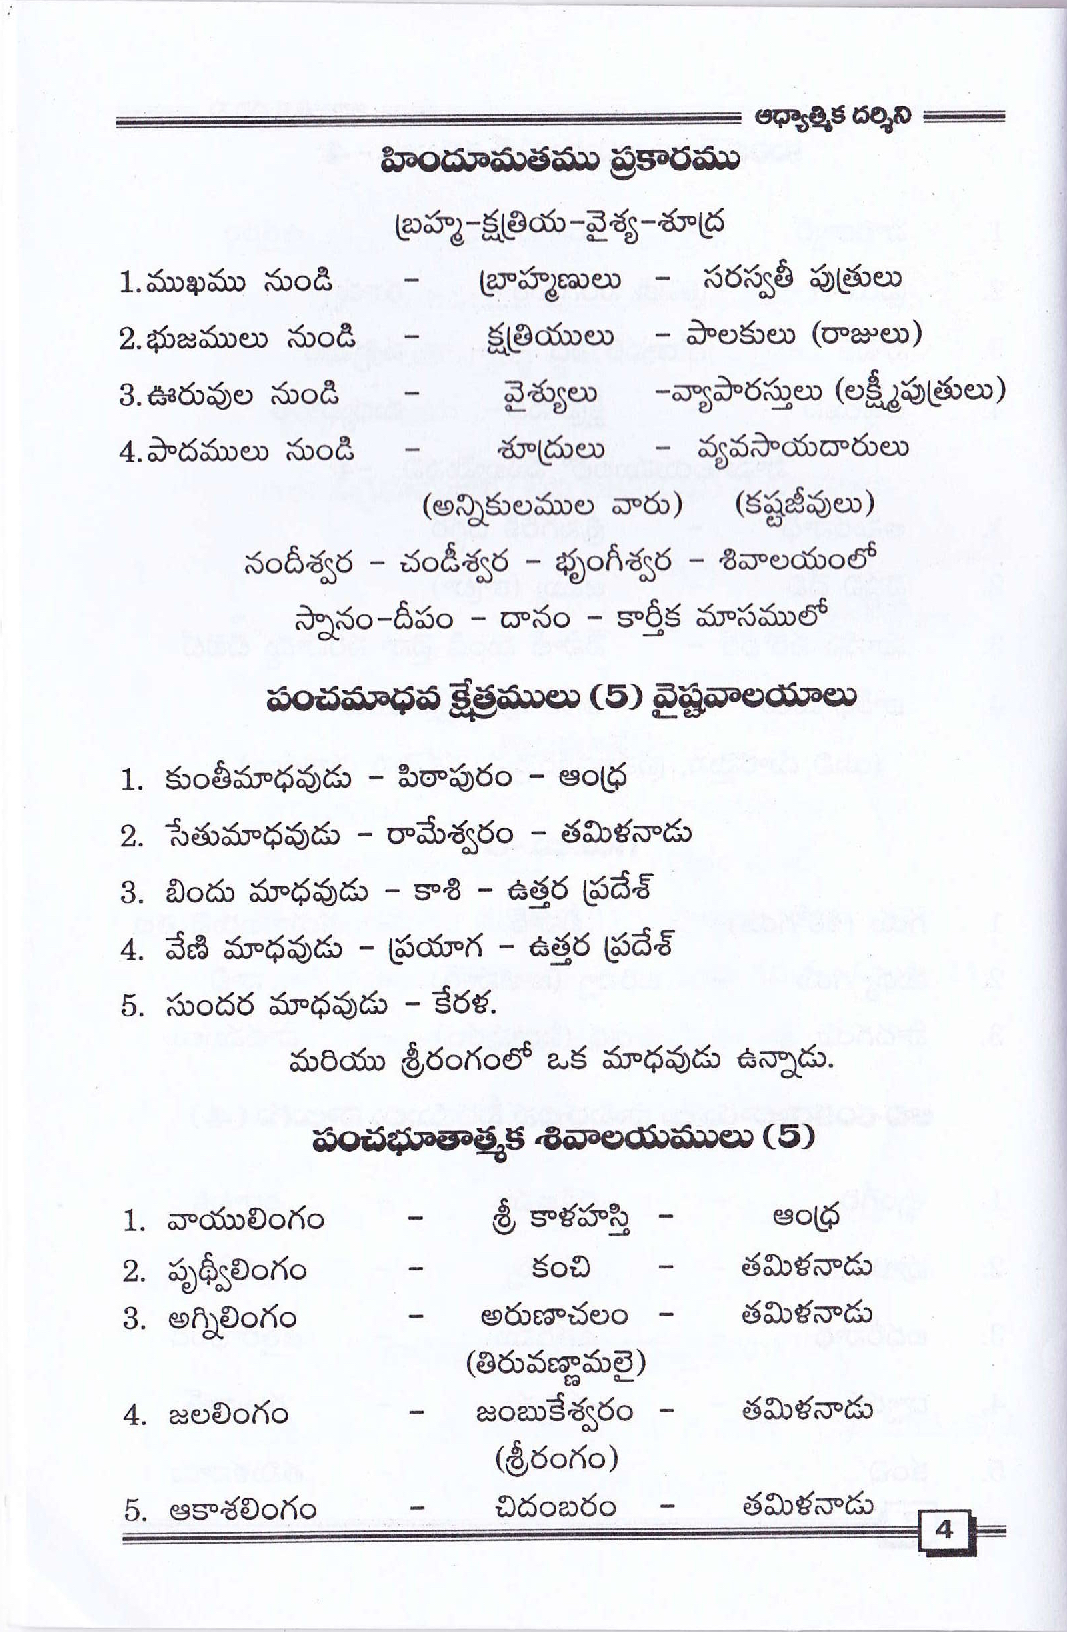 ఆధ్యాత్మిక దర్శిని
హిందూమతము ప్రకారము
బ్రహ్మ-క్షత్రియ-వైశ్య-శూద్ర
1.ముఖము నుండి - బ్రాహ్మణులు - సరస్వతీ పుత్రులు
2.భుజములు నుండి - క్షత్రియులు - పాలకులు (రాజులు)
3.ఊరువుల నుండి - వైశ్యులు -వ్యాపారస్తులు (లక్ష్మీపుత్రులు)
4.పాదములు నుండి - శూద్రులు - వ్యవసాయదారులు
(అన్నికులముల వారు) (కష్టజీవులు)
నందీశ్వర - చండీశ్వర - భృంగీశ్వర - శివాలయంలో
స్నానం-దీపం - దానం - కార్తీక మాసములో
పంచమాధవ క్షేత్రములు (5) వైష్ణవాలయాలు
1. కుంతీమాధవుడు - పిఠాపురం - ఆంధ్ర
2. సేతుమాధవుడు - రామేశ్వరం - తమిళనాడు
3. బిందు మాధవుడు - కాశి - ఉత్తర ప్రదేశ్
4. వేణి మాధవుడు - ప్రయాగ - ఉత్తర ప్రదేశ్
5. సుందర మాధవుడు - కేరళ.
మరియు శ్రీరంగంలో ఒక మాధవుడు ఉన్నాడు.
పంచభూతాత్మక శివాలయములు (5)
1. వాయులింగం - శ్రీ కాళహస్తి - ఆంధ్ర
2. పృథ్వీలింగం - కంచి - తమిళనాడు
3. అగ్నిలింగం - అరుణాచలం - తమిళనాడు
(తిరువణ్ణామలై)
4. జలలింగం - జంబుకేశ్వరం - తమిళనాడు
(శ్రీరంగం)
5. ఆకాశలింగం - చిదంబరం - తమిళనాడు
4